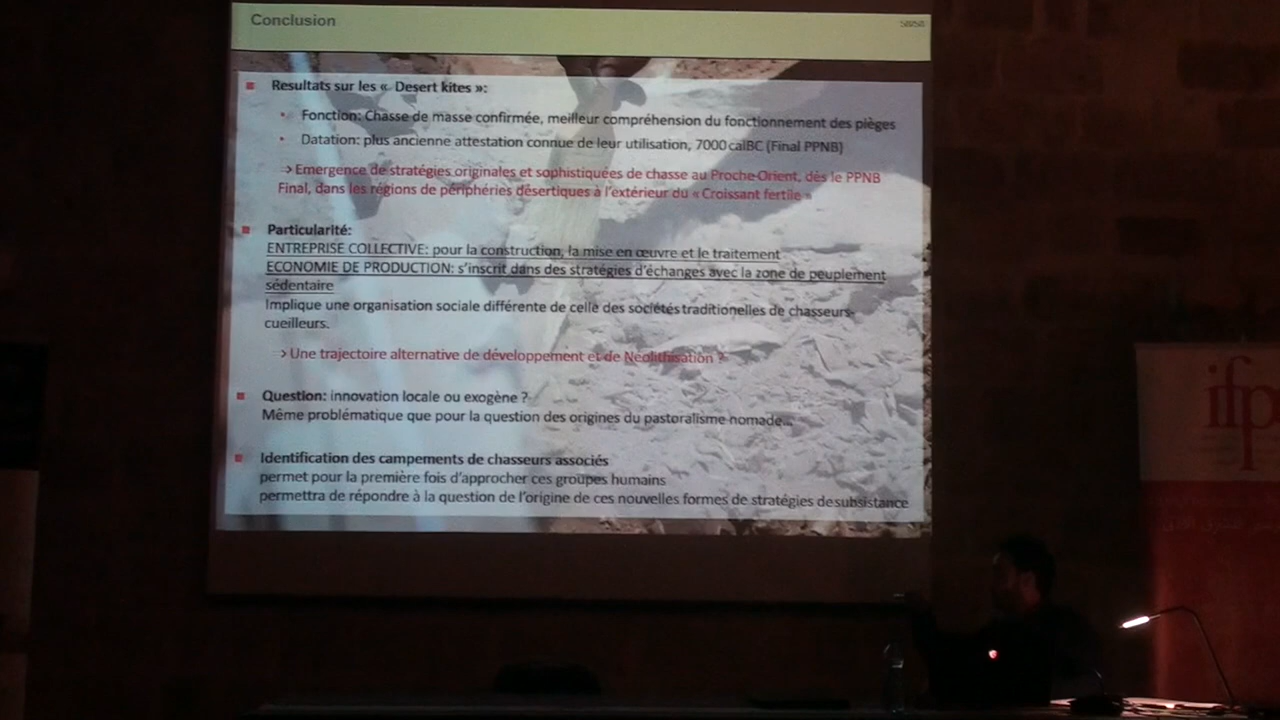 Conclusion
Resultats sur les « Desert kites »:
Fonction: Chasse de masse confirmée, meilleur compréhension du fonctionnement des pièges
Datation: plus ancienne attestation connue de leur utilisation, 7000 calBC (Final PPNB)
> Emergence de stratégies originales et sophistiquées de chasse au Proche-Orient, dés le PPNB
Final, dans les régions de périphéries désertiques à l'extérieur du « Croissant fertile »
Particularité:
ENTREPRISE COLLECTIVE: pour la construction, la mise en œuvre et le traitement
ECONOMIE DE PRODUCTION: s'inscrit dans des stratégies d'échanges avec la zone de peuplement
sédentaire
Implique une organisation sociale différente de celle des sociétés traditionelles de chasseurs-
cueilleurs.
> Une trajectoire alternative de développement et de Néolithisation ?
Question: innovation locale ou exogène ?
Même problématique que pour la question des origines du pastoralisme nomade...
Identification des campements de chasseurs associés
permet pour la première fois d'approcher ces groupes humains
permettra de répondre à la question de l'origine de ces nouvelles formes de stratégies de subsistance
ifp